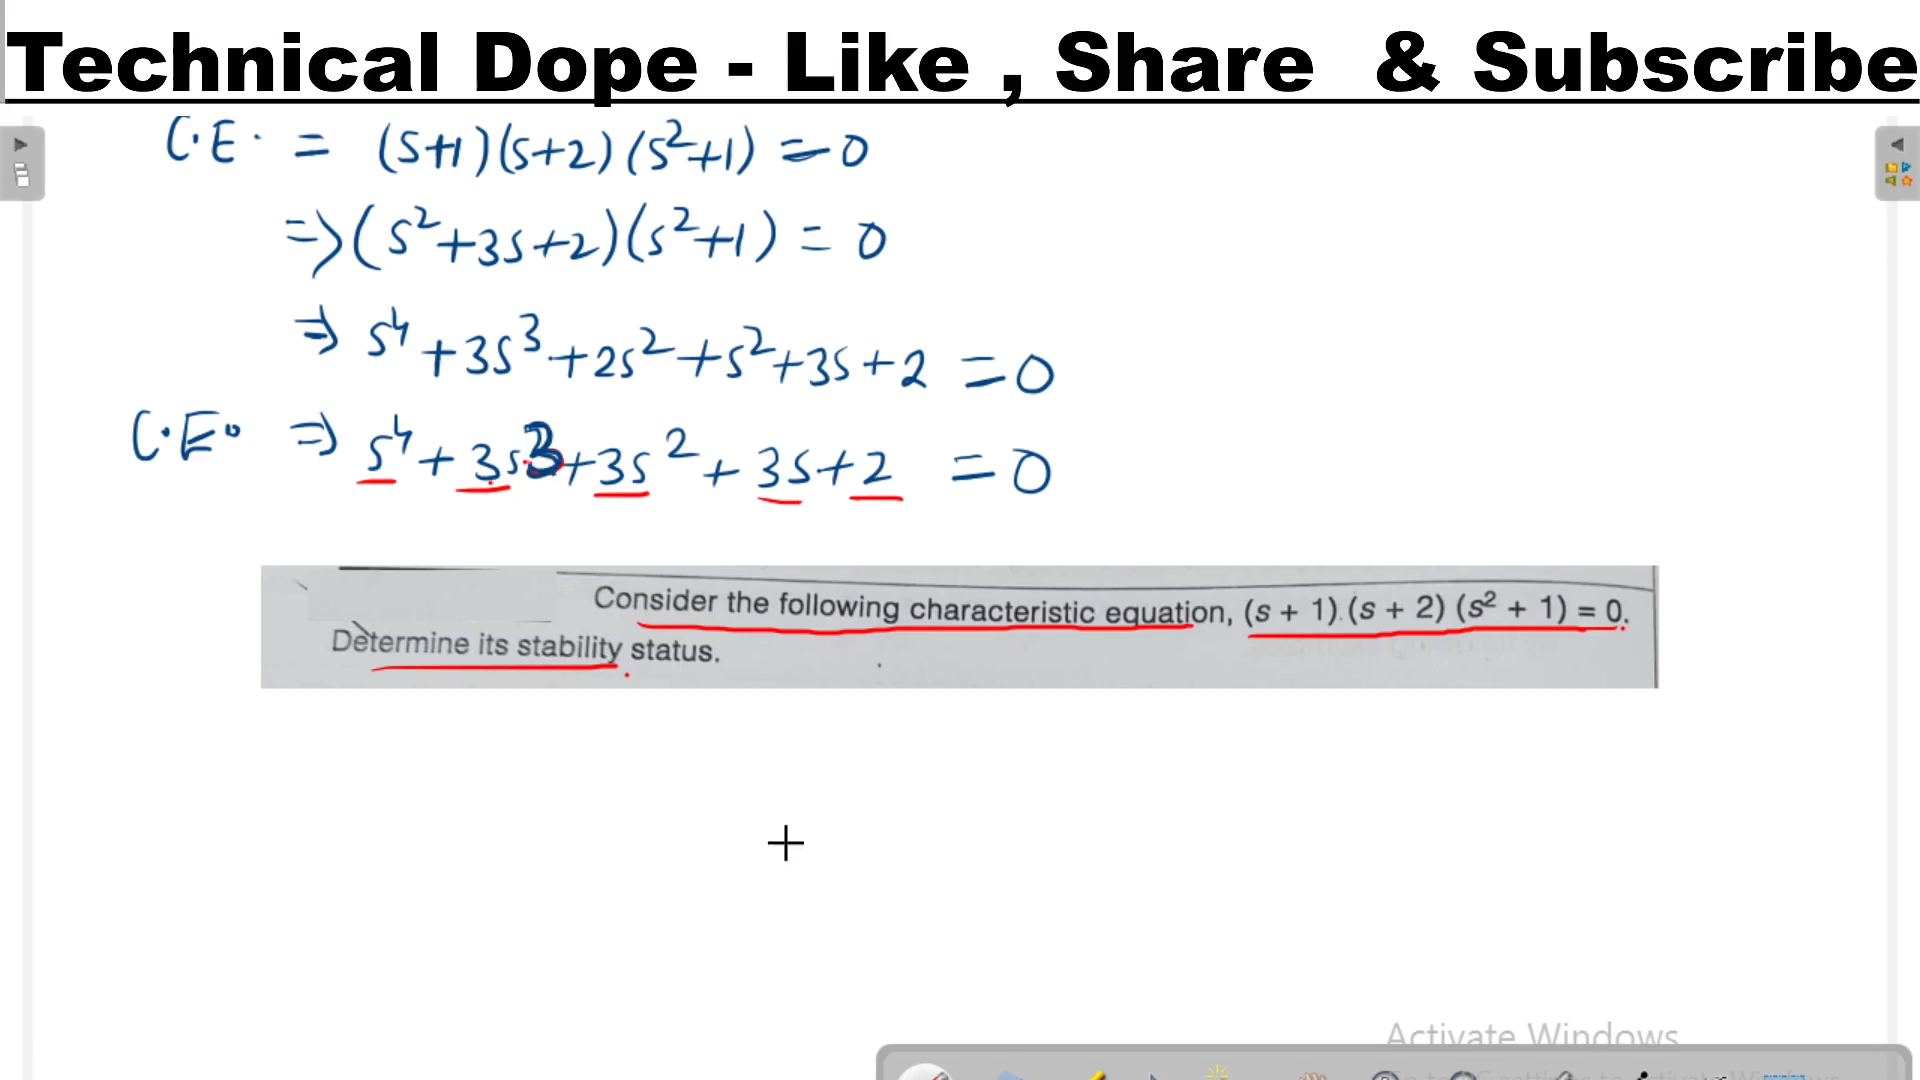 Technical Dope - Like , Share & Subscribe
C.E. = (s+1)(s+2)(s²+1) = 0
⇒ (s²+3s+2)(s²+1) = 0
⇒ s⁴+3s³+2s²+s²+3s+2 = 0
C.E. ⇒ s⁴+3s³+3s²+3s+2 = 0
Consider the following characteristic equation, (s + 1) (s + 2) (s² + 1) = 0.
Determine its stability status.
Activate Windows